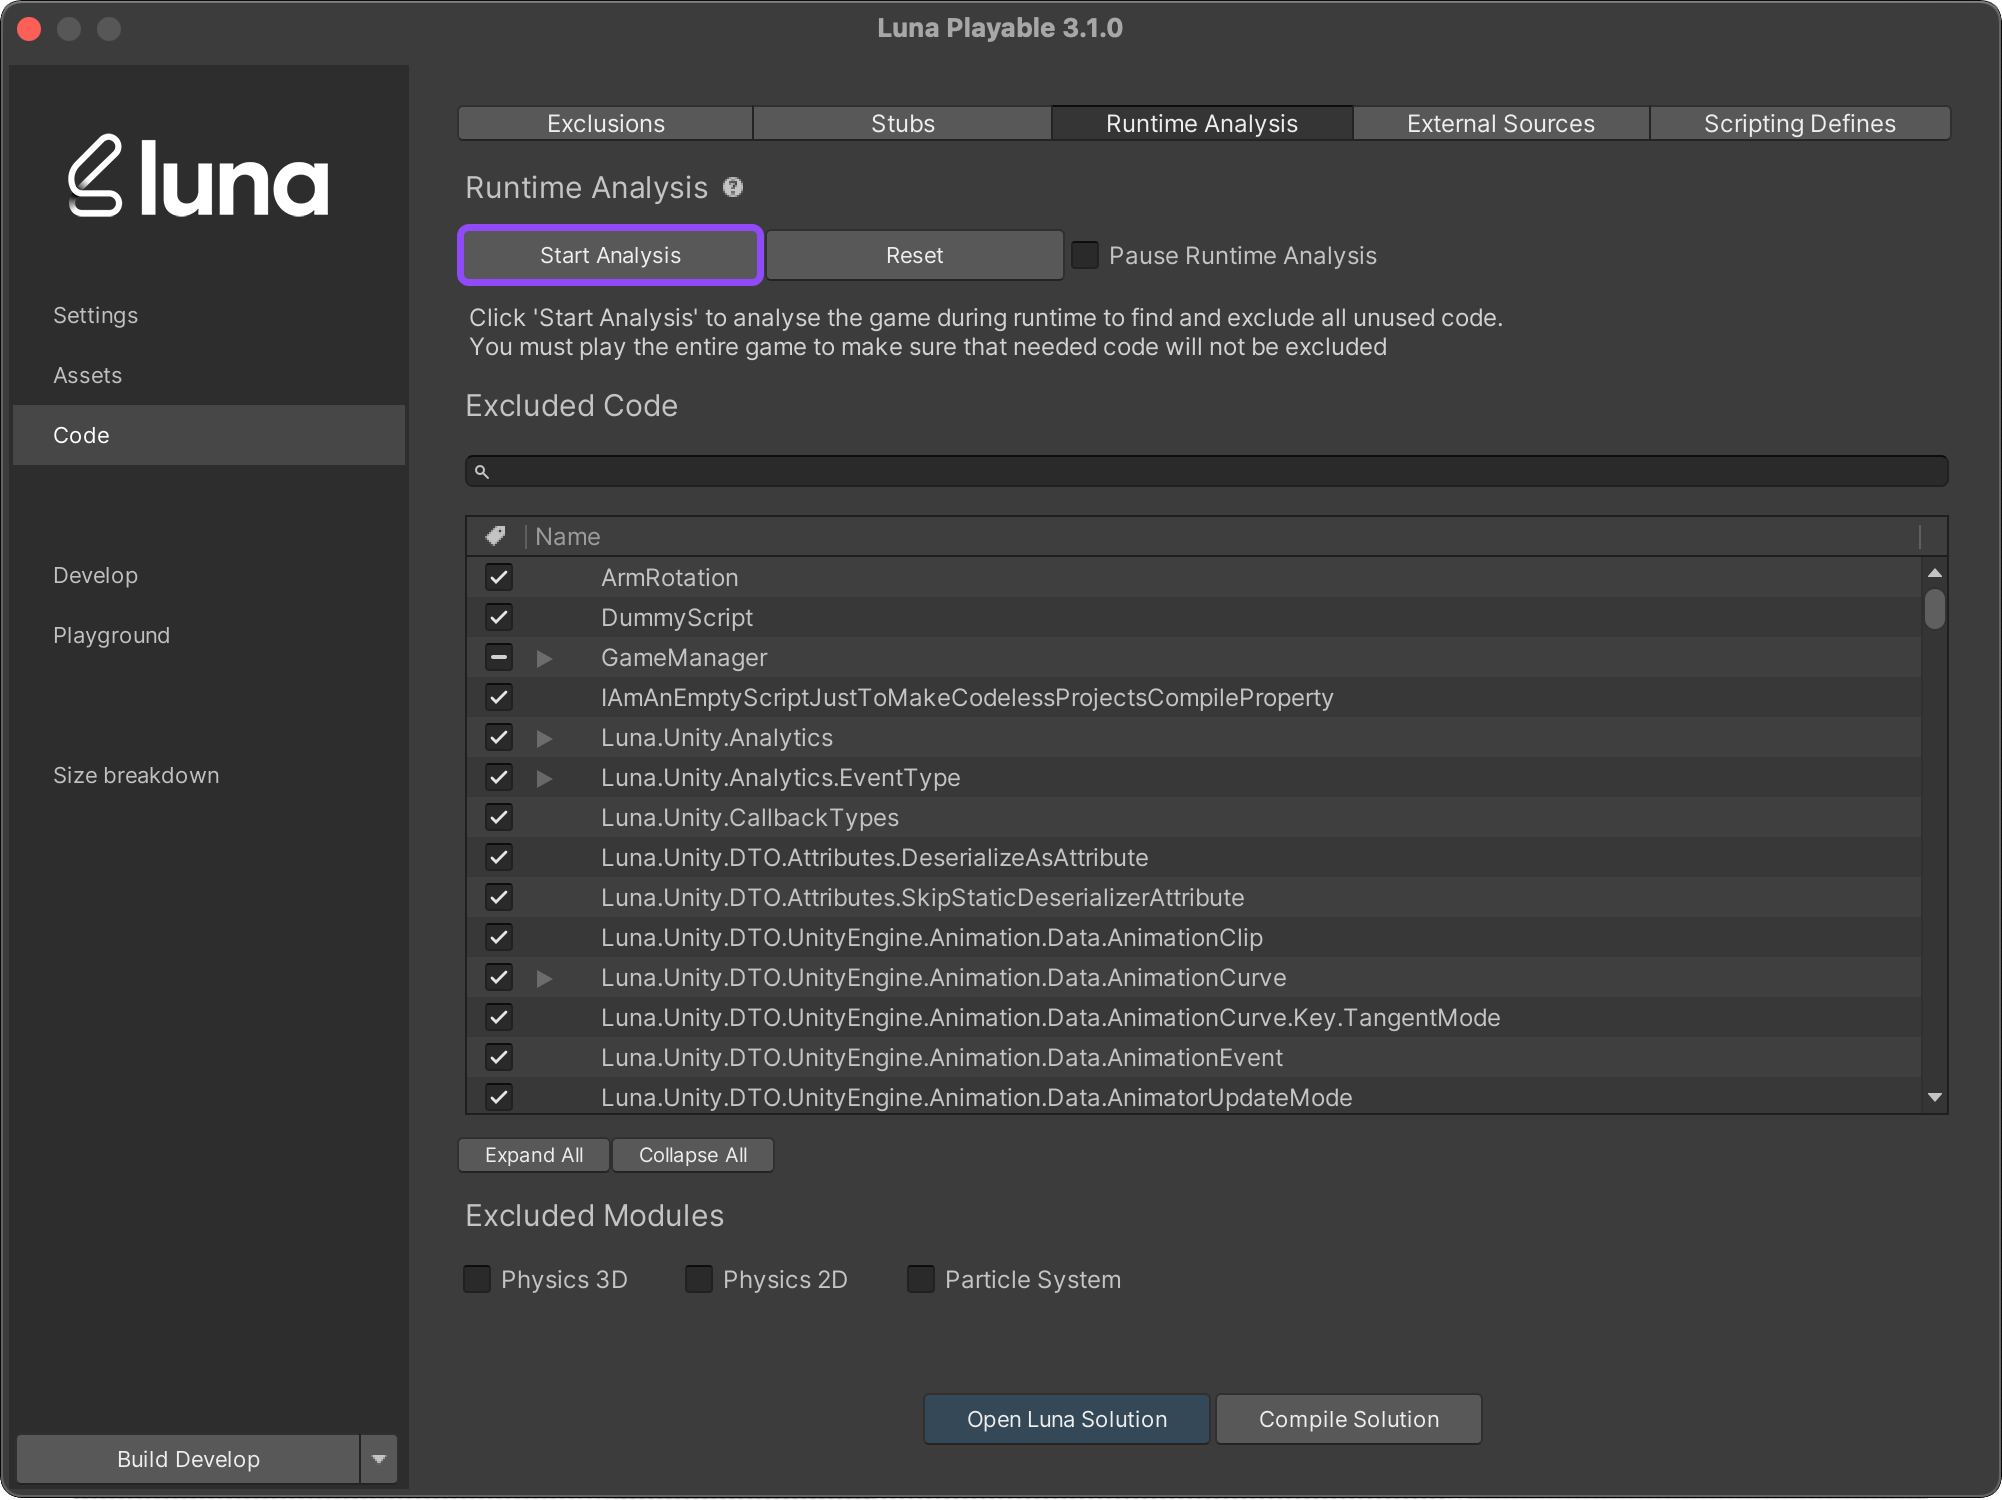 Luna Playable 3.1.0
luna
Settings
Assets
Code
Develop
Playground
Size breakdown
Build Develop
Exclusions
Stubs
Runtime Analysis
External Sources
Scripting Defines
Runtime Analysis
Start Analysis
Reset
Pause Runtime Analysis
Click 'Start Analysis' to analyse the game during runtime to find and exclude all unused code.
You must play the entire game to make sure that needed code will not be excluded
Excluded Code
Name
ArmRotation
DummyScript
GameManager
IAmAnEmptyScriptJustToMakeCodelessProjectsCompileProperty
Luna.Unity.Analytics
Luna.Unity.Analytics.EventType
Luna.Unity.CallbackTypes
Luna.Unity.DTO.Attributes.DeserializeAsAttribute
Luna.Unity.DTO.Attributes.SkipStaticDeserializerAttribute
Luna.Unity.DTO.UnityEngine.Animation.Data.AnimationClip
Luna.Unity.DTO.UnityEngine.Animation.Data.AnimationCurve
Luna.Unity.DTO.UnityEngine.Animation.Data.AnimationCurve.Key.TangentMode
Luna.Unity.DTO.UnityEngine.Animation.Data.AnimationEvent
Luna.Unity.DTO.UnityEngine.Animation.Data.AnimatorUpdateMode
Expand All
Collapse All
Excluded Modules
Physics 3D
Physics 2D
Particle System
Open Luna Solution
Compile Solution